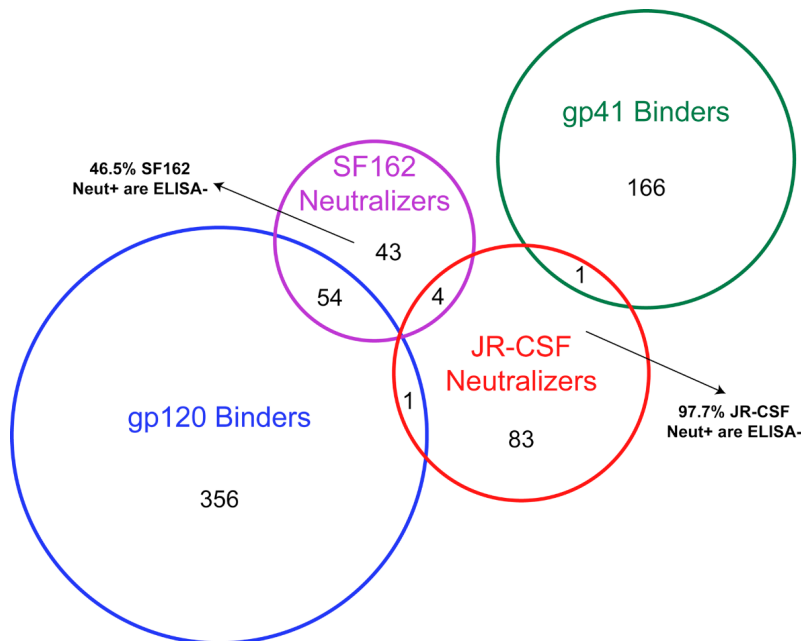 gp41 Binders
166
46.5% SF162
Neut+ are ELISA-
SF162
Neutralizers
43
54
4
1
JR-CSF
Neutralizers
83
1
97.7% JR-CSF
Neut+ are ELISA-
gp120 Binders
356